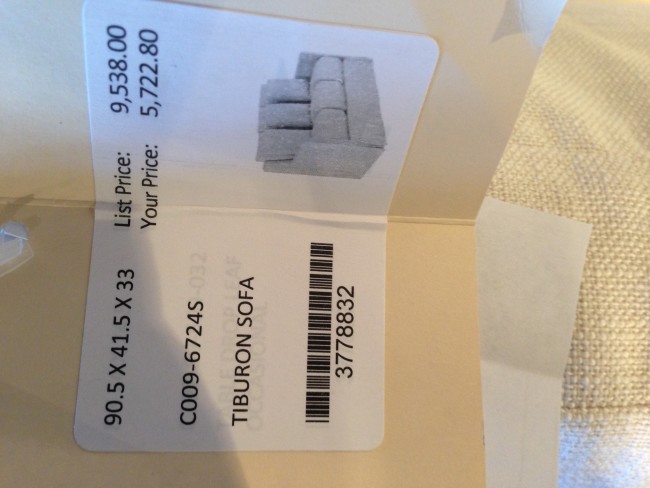 90.5 X 41.5 X 33
List Price: 9,538.00
Your Price: 5,722.80
C009-6724S
TIBURON SOFA
3778832